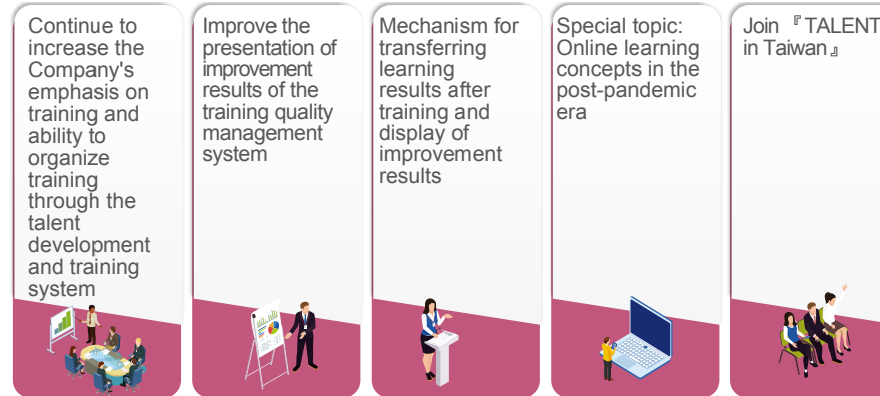 Continue to
increase the
Company's
emphasis on
training and
ability to
organize
training
through the
talent
development
and training
system
Improve the
presentation of
improvement
results of the
training quality
management
system
Mechanism for
transferring
learning
results after
training and
display of
improvement
results
Special topic:
Online learning
concepts in the
post-pandemic
era
Join 『TALENT
in Taiwan』